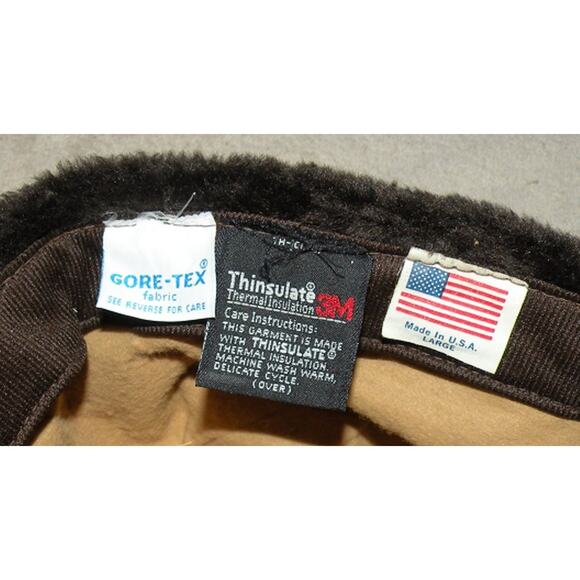 GORE-TEX®
fabric
SEE REVERSE FOR CARE
Thinsulate®
Thermal Insulation 3M
Care Instructions:
THIS GARMENT IS MADE
WITH THINSULATE®
THERMAL INSULATION.
MACHINE WASH WARM,
DELICATE CYCLE.
(OVER)
Made in U.S.A.
LARGE